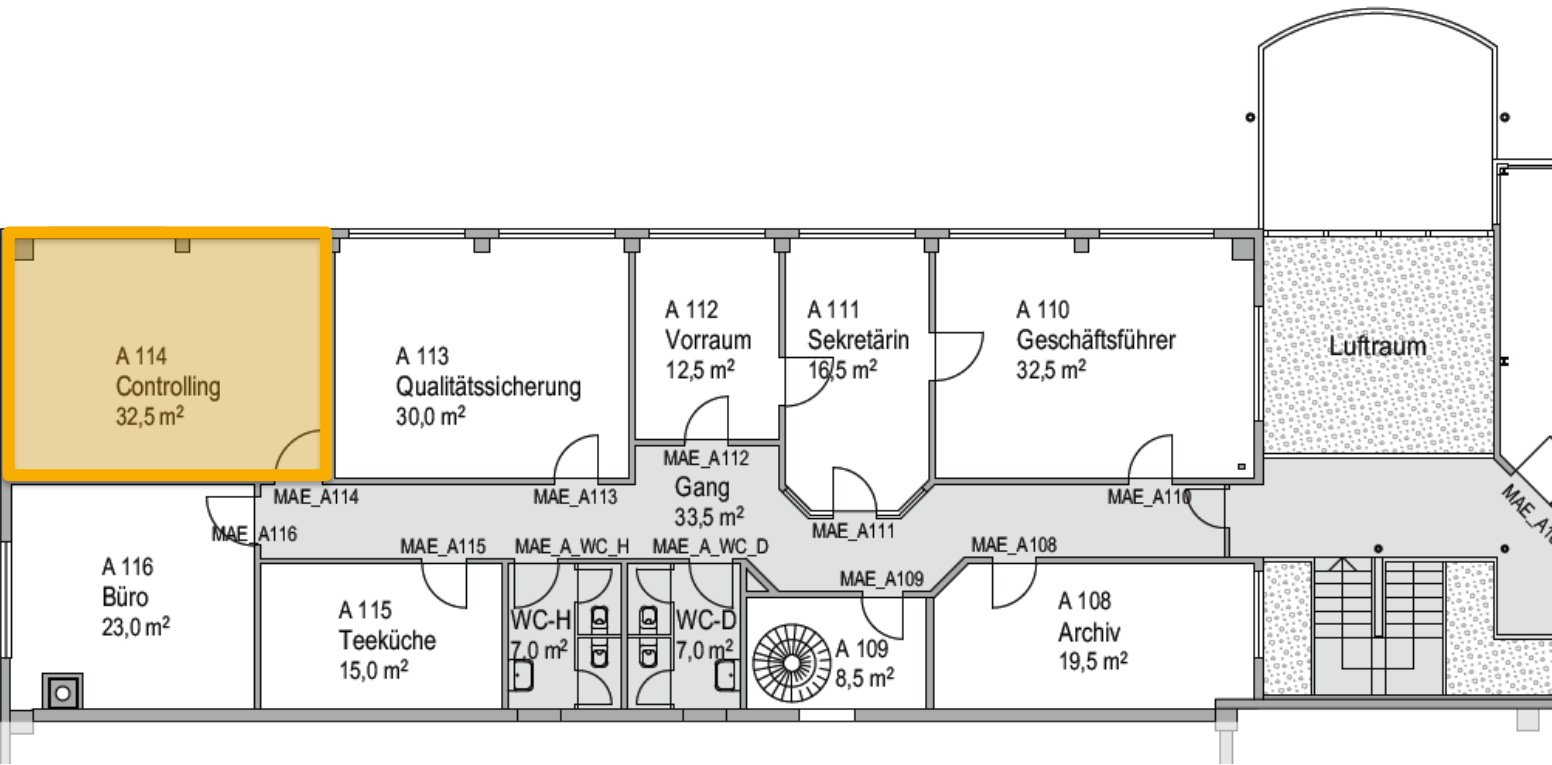 A 114
Controlling
32,5 m²
A 113
Qualitätssicherung
30,0 m²
A 112
Vorraum
12,5 m²
A 111
Sekretärin
16,5 m²
A 110
Geschäftsführer
32,5 m²
Luftraum
MAE_A114
MAE_A113
MAE_A112
Gang
33,5 m²
MAE_A111
MAE_A110
MAE_A116
MAE_A115
MAE_A_WC_H
MAE_A_WC_D
MAE_A109
MAE_A108
A 116
Büro
23,0 m²
A 115
Teeküche
15,0 m²
WC-H
7,0 m²
WC-D
7,0 m²
A 109
8,5 m²
A 108
Archiv
19,5 m²